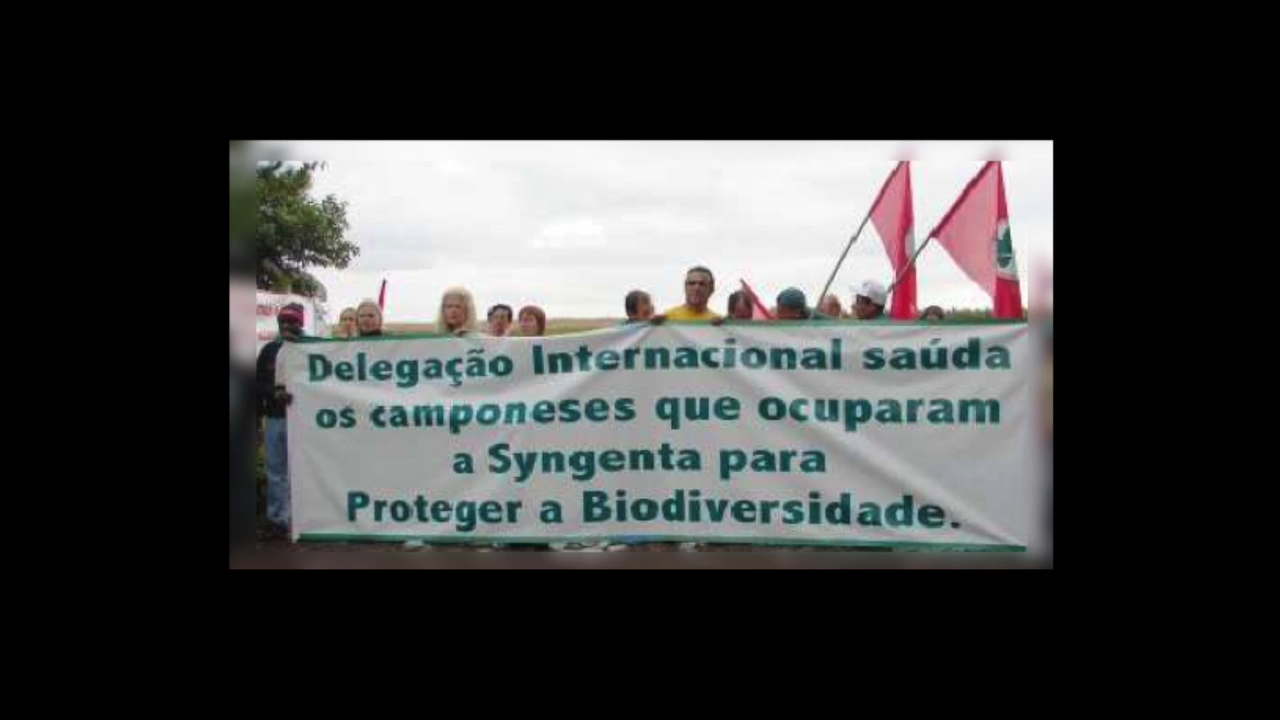 Delegação Internacional saúda
os camponeses que ocuparam
a Syngenta para
Proteger a Biodiversidade.